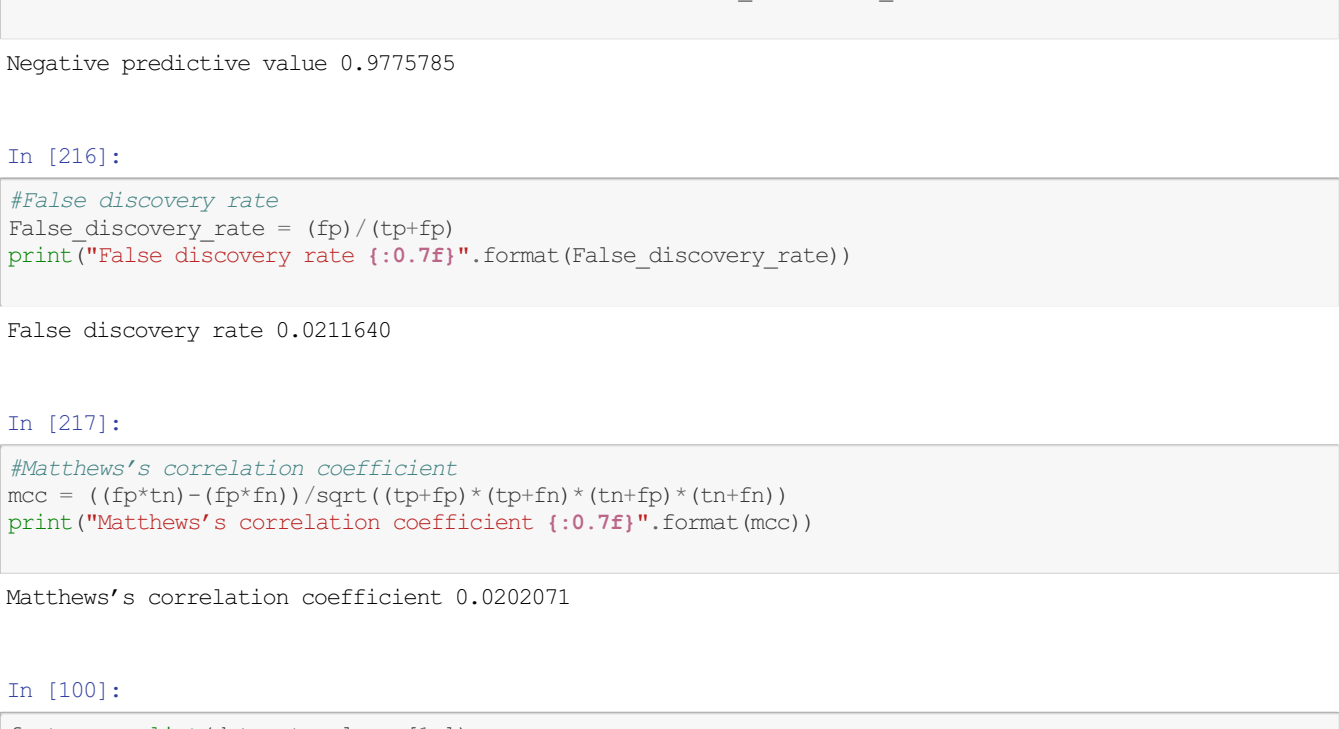 Negative predictive value 0.9775785
In [216]:
#False discovery rate
False_discovery_rate = (fp)/(tp+fp)
print("False discovery rate {:0.7f}".format(False_discovery_rate))
False discovery rate 0.0211640
In [217]:
#Matthews's correlation coefficient
mcc = ((fp*tn)-(fp*fn))/sqrt((tp+fp)*(tp+fn)*(tn+fp)*(tn+fn))
print("Matthews's correlation coefficient {:0.7f}".format(mcc))
Matthews's correlation coefficient 0.0202071
In [100]: